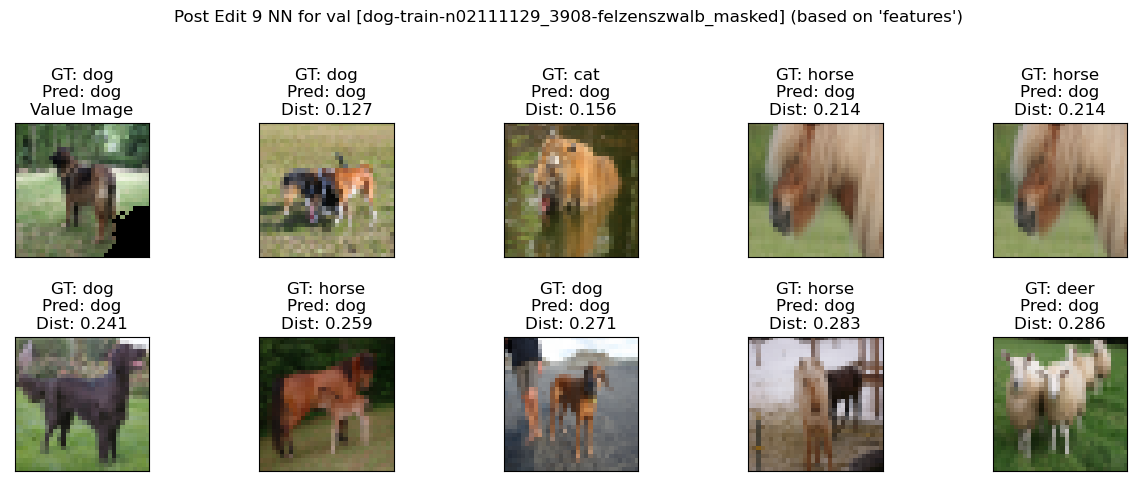 Post Edit 9 NN for val [dog-train-n02111129_3908-felzenszwalb_masked] (based on 'features')
GT: dog
Pred: dog
Value Image
GT: dog
Pred: dog
Dist: 0.127
GT: cat
Pred: dog
Dist: 0.156
GT: horse
Pred: dog
Dist: 0.214
GT: horse
Pred: dog
Dist: 0.214
GT: dog
Pred: dog
Dist: 0.241
GT: horse
Pred: dog
Dist: 0.259
GT: dog
Pred: dog
Dist: 0.271
GT: horse
Pred: dog
Dist: 0.283
GT: deer
Pred: dog
Dist: 0.286